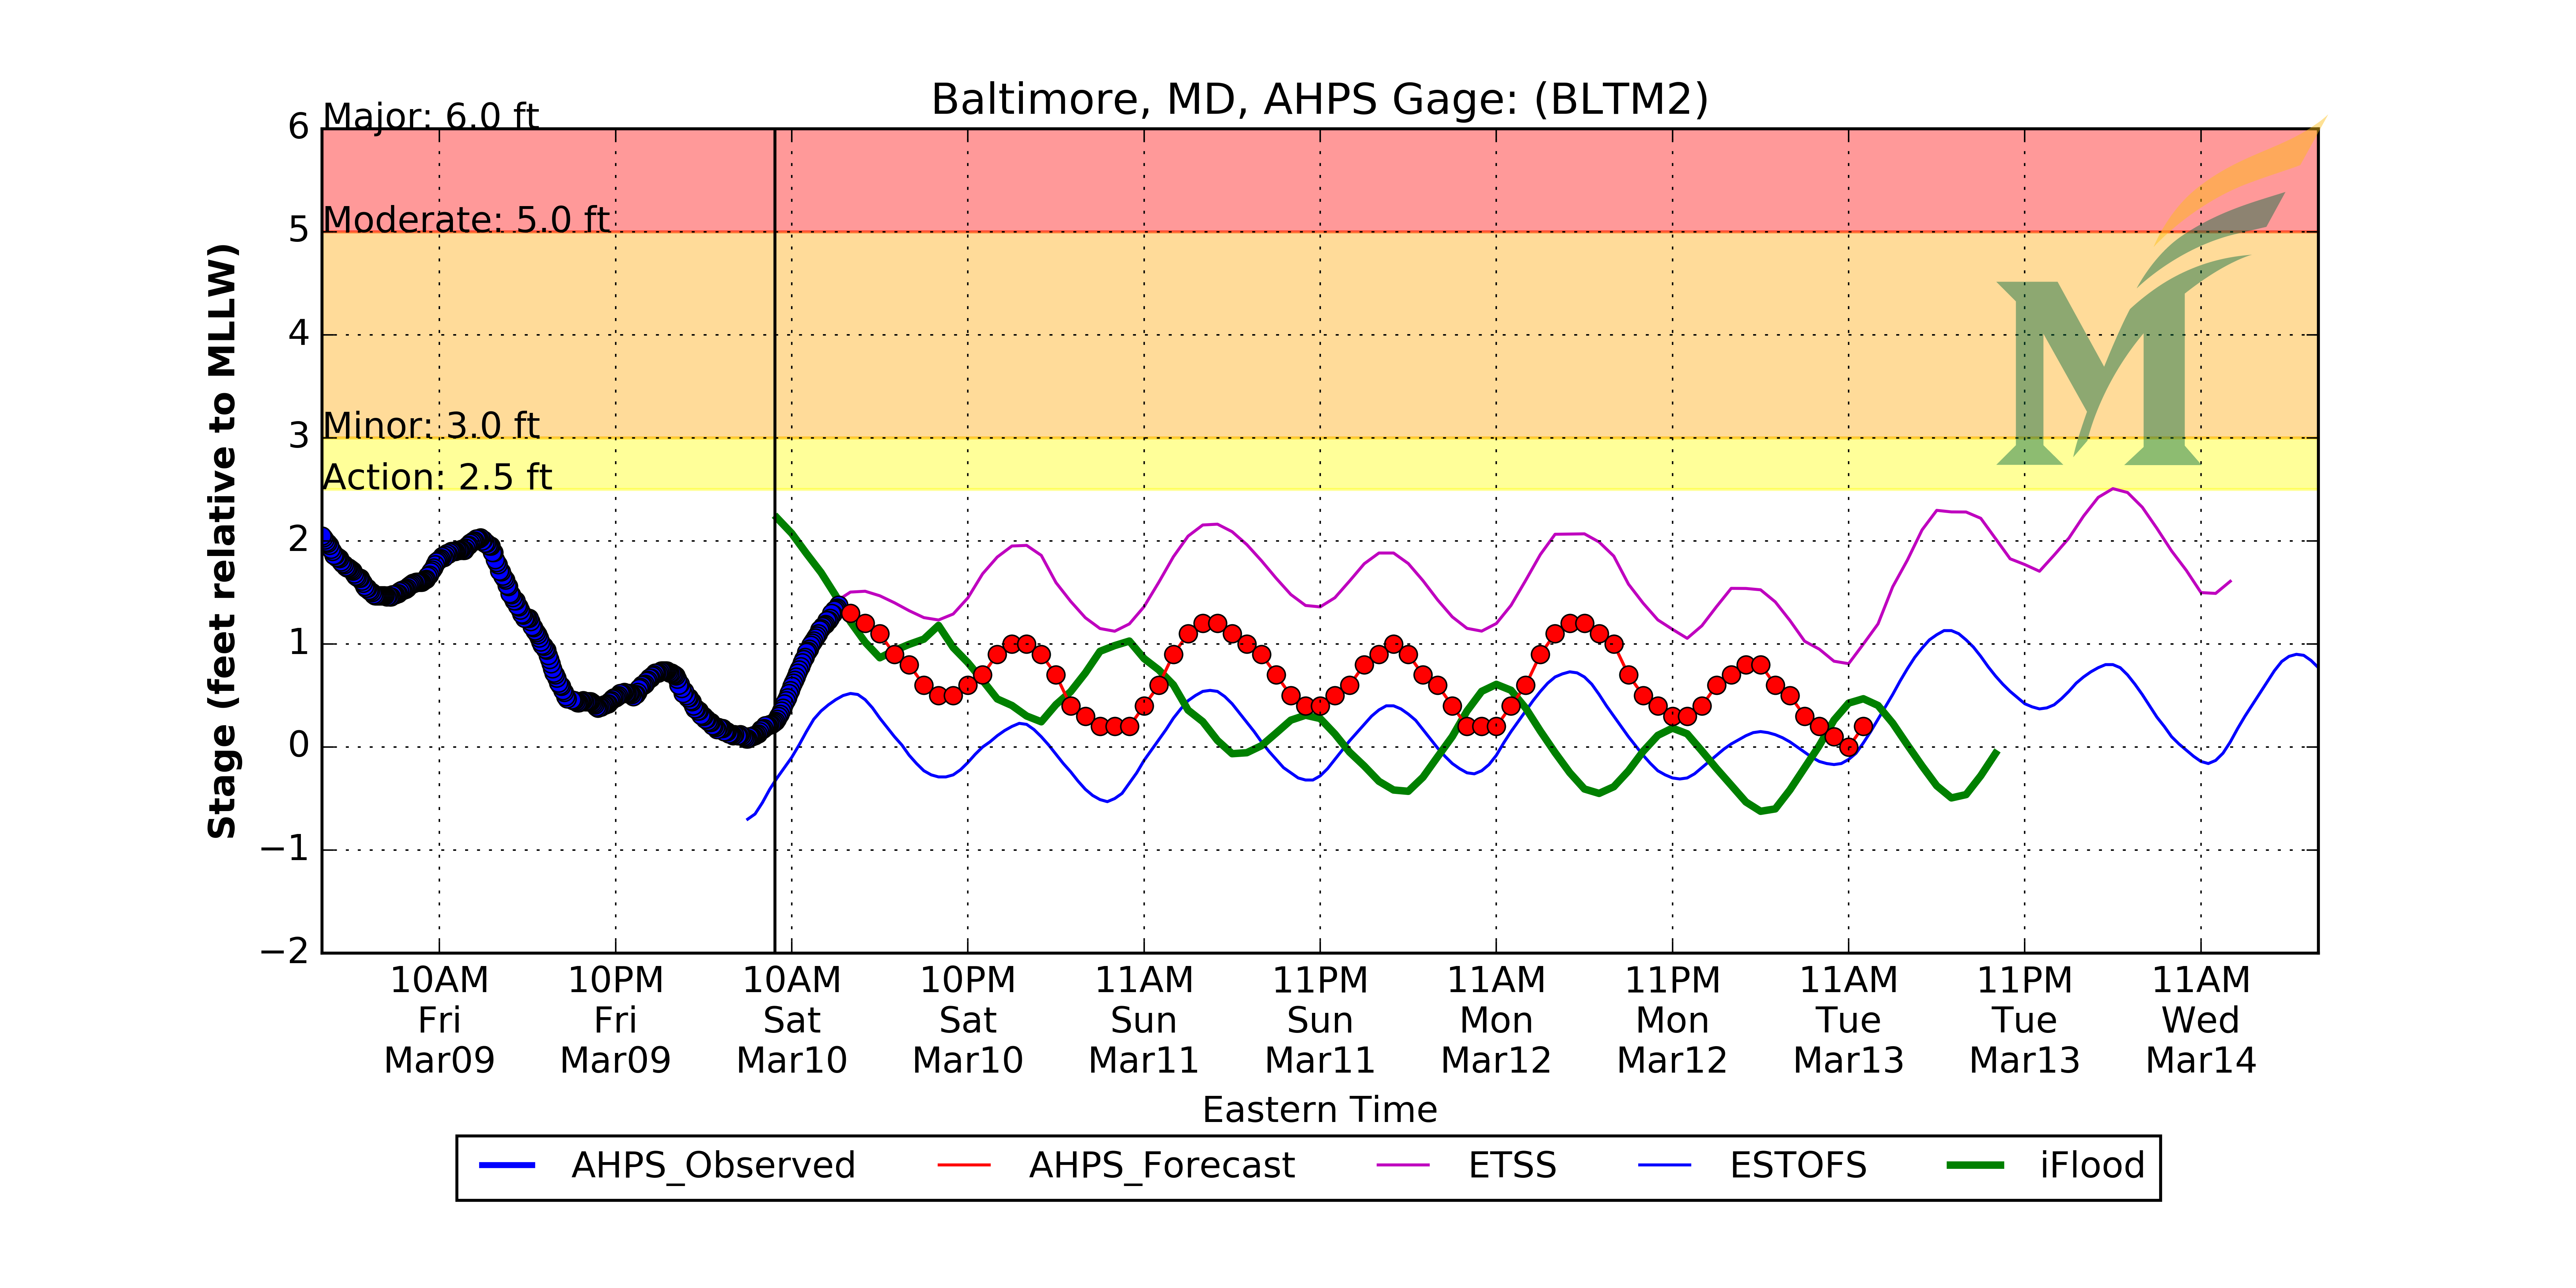 Baltimore, MD, AHPS Gage: (BLTM2)
Major: 6.0 ft
Moderate: 5.0 ft
Minor: 3.0 ft
Action: 2.5 ft
6
5
4
3
2
1
0
−1
−2
Stage (feet relative to MLLW)
10AM 10PM 10AM 10PM 11AM 11PM 11AM 11PM 11AM 11PM 11AM
Fri Fri Sat Sat Sun Sun Mon Mon Tue Tue Wed
Mar09 Mar09 Mar10 Mar10 Mar11 Mar11 Mar12 Mar12 Mar13 Mar13 Mar14
Eastern Time
AHPS_Observed AHPS_Forecast ETSS ESTOFS iFlood
M